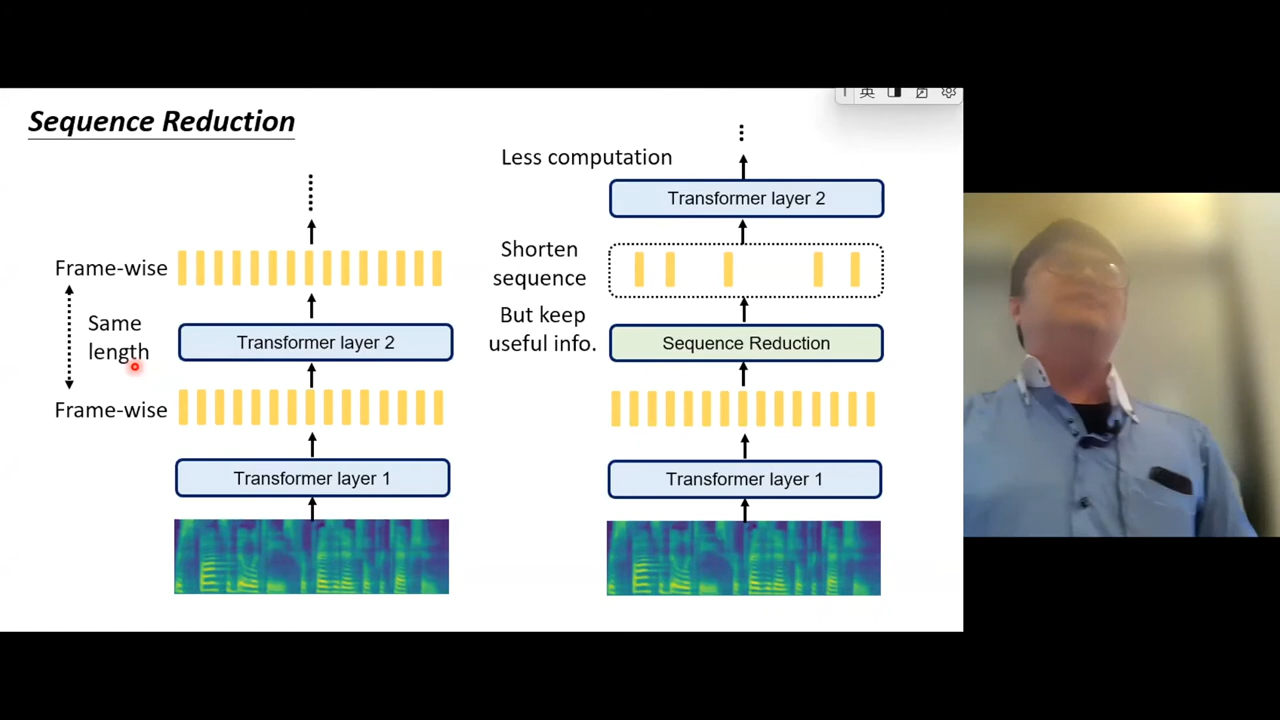 Sequence Reduction
英
Frame-wise
Same
length
Frame-wise
Transformer layer 2
Transformer layer 1
Less computation
Transformer layer 2
Shorten
sequence
But keep
useful info.
Sequence Reduction
Transformer layer 1